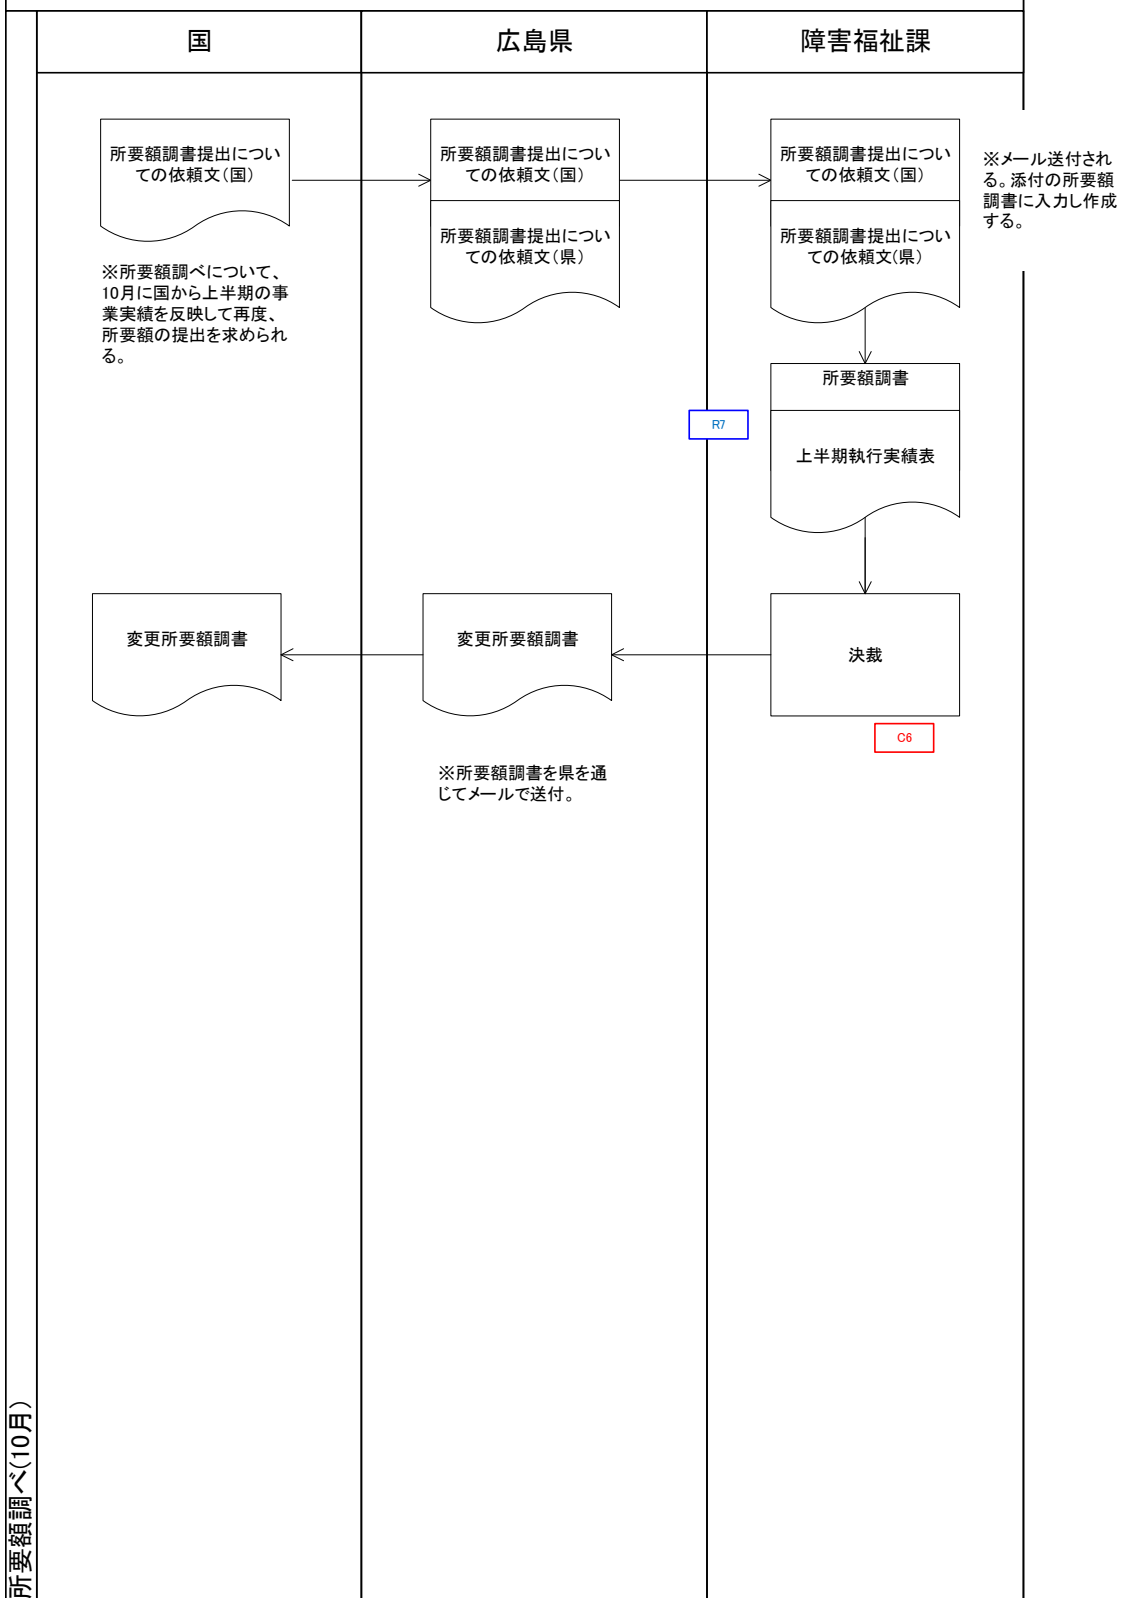 国
広島県
障害福祉課
所要額調書提出につい
ての依頼文（国）
所要額調書提出につい
ての依頼文（国）
所要額調書提出につい
ての依頼文（国）
※メール送付され
る。添付の所要額
調書に入力し作成
する。
所要額調書提出につい
ての依頼文（県）
所要額調書提出につい
ての依頼文（県）
※所要額調べについて、
10月に国から上半期の事
業実績を反映して再度、
所要額の提出を求められ
る。
所要額調書
R7
上半期執行実績表
変更所要額調書
変更所要額調書
決裁
C6
※所要額調書を県を通
じてメールで送付。
所要額調べ（10月）